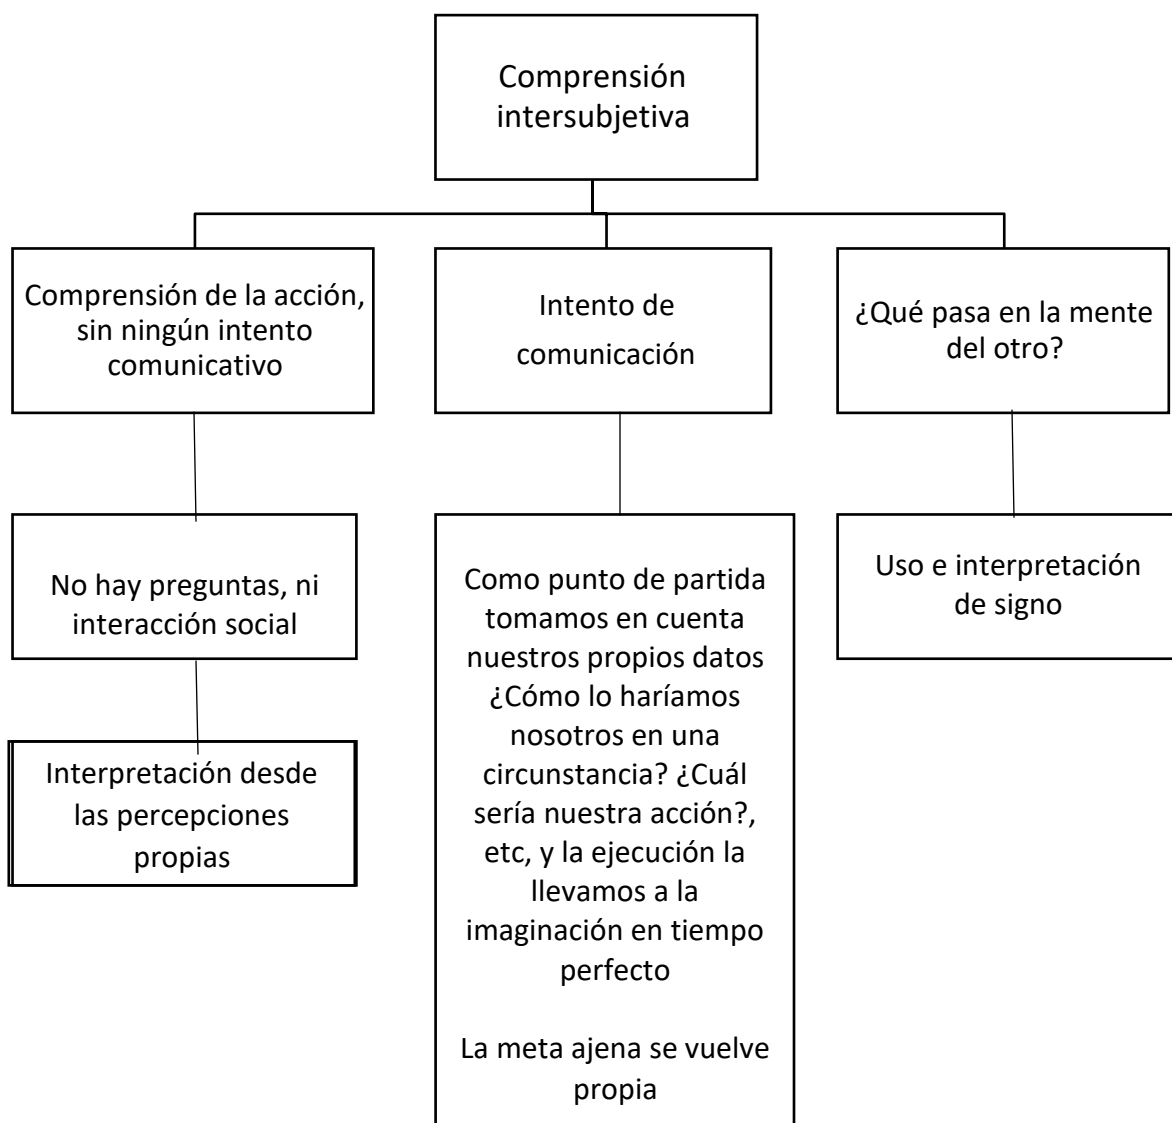 Comprensión
intersubjetiva
Comprensión de la acción,
sin ningún intento
comunicativo
Intento de
comunicación
¿Qué pasa en la mente
del otro?
No hay preguntas, ni
interacción social
Interpretación desde
las percepciones
propias
Como punto de partida
tomamos en cuenta
nuestros propios datos
¿Cómo lo haríamos
nosotros en una
circunstancia? ¿Cuál
sería nuestra acción?,
etc, y la ejecución la
llevamos a la
imaginación en tiempo
perfecto
La meta ajena se vuelve
propia
Uso e interpretación
de signo